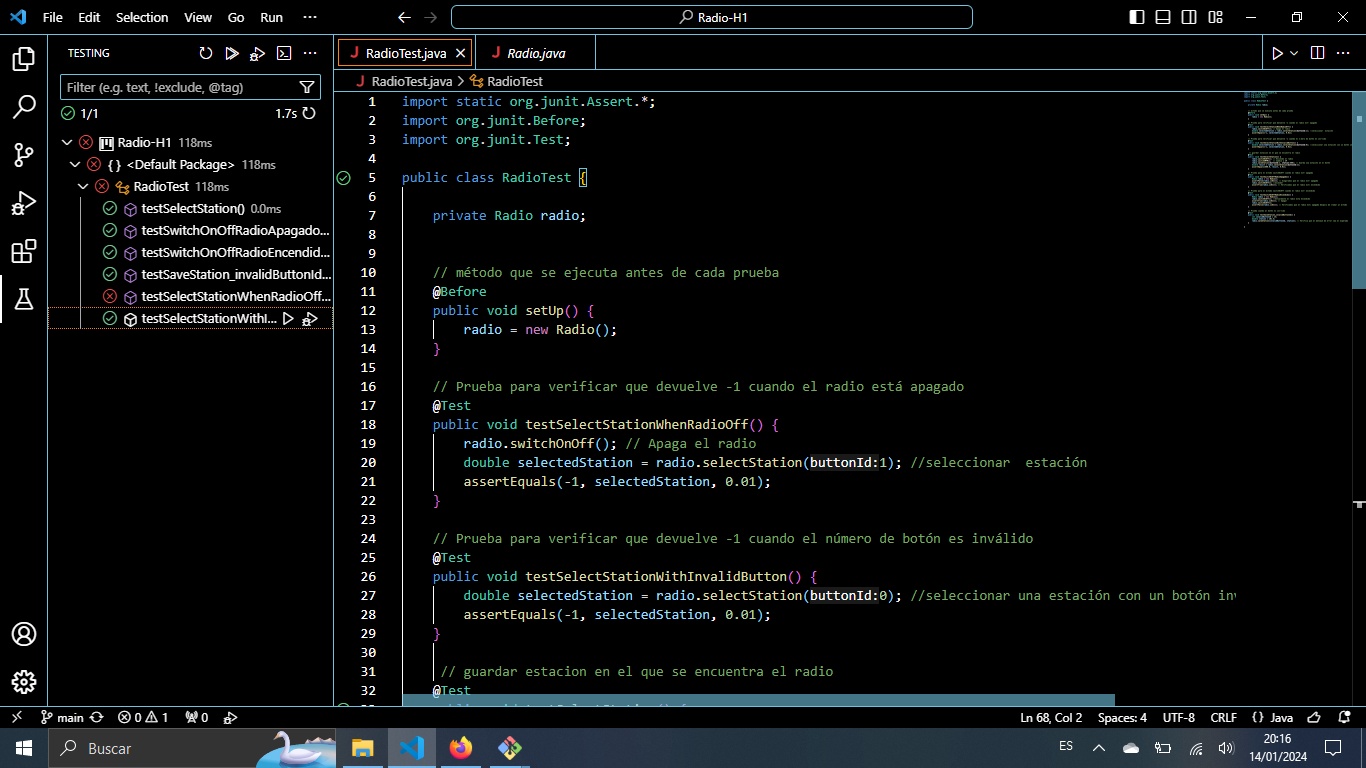 File Edit Selection View Go Run ··· Radio-H1
TESTING
RadioTest.java
Radio.java
Filter (e.g. text, !exclude, @tag)
1/1 1.7s
Radio-H1 118ms
<Default Package> 118ms
RadioTest 118ms
testSelectStation() 0.0ms
testSwitchOnOffRadioApagado...
testSwitchOnOffRadioEncendid...
testSaveStation_invalidButtonId...
testSelectStationWhenRadioOff...
testSelectStationWithI...
RadioTest.java > RadioTest
1 import static org.junit.Assert.*;
2 import org.junit.Before;
3 import org.junit.Test;
4
5 public class RadioTest {
6
7 private Radio radio;
8
9
10 // método que se ejecuta antes de cada prueba
11 @Before
12 public void setUp() {
13 radio = new Radio();
14 }
15
16 // Prueba para verificar que devuelve -1 cuando el radio está apagado
17 @Test
18 public void testSelectStationWhenRadioOff() {
19 radio.switchOnOff(); // Apaga el radio
20 double selectedStation = radio.selectStation(buttonId:1); //seleccionar  estación
21 assertEquals(-1, selectedStation, 0.01);
22 }
23
24 // Prueba para verificar que devuelve -1 cuando el número de botón es inválido
25 @Test
26 public void testSelectStationWithInvalidButton() {
27 double selectedStation = radio.selectStation(buttonId:0); //seleccionar una estación con un botón inv
28 assertEquals(-1, selectedStation, 0.01);
29 }
30
31 // guardar estacion en el que se encuentra el radio
32 @Test
main 0 1 0
Ln 68, Col 2 Spaces: 4 UTF-8 CRLF {} Java
Buscar
ES
20:16
14/01/2024